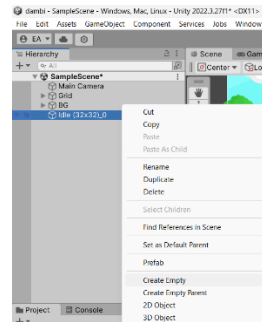 dambi - SampleScene - Windows, Mac, Linux - Unity 2022.3.27f1* <DX11>
File Edit Assets GameObject Component Services Jobs Window
EA
Hierarchy
Scene
Gam
All
Center
Lo
SampleScene*
Main Camera
Grid
BG
Idle (32x32)_0
Cut
Copy
Paste
Paste As Child
Rename
Duplicate
Delete
Select Children
Find References in Scene
Set as Default Parent
Prefab
Create Empty
Create Empty Parent
2D Object
3D Object
Project Console